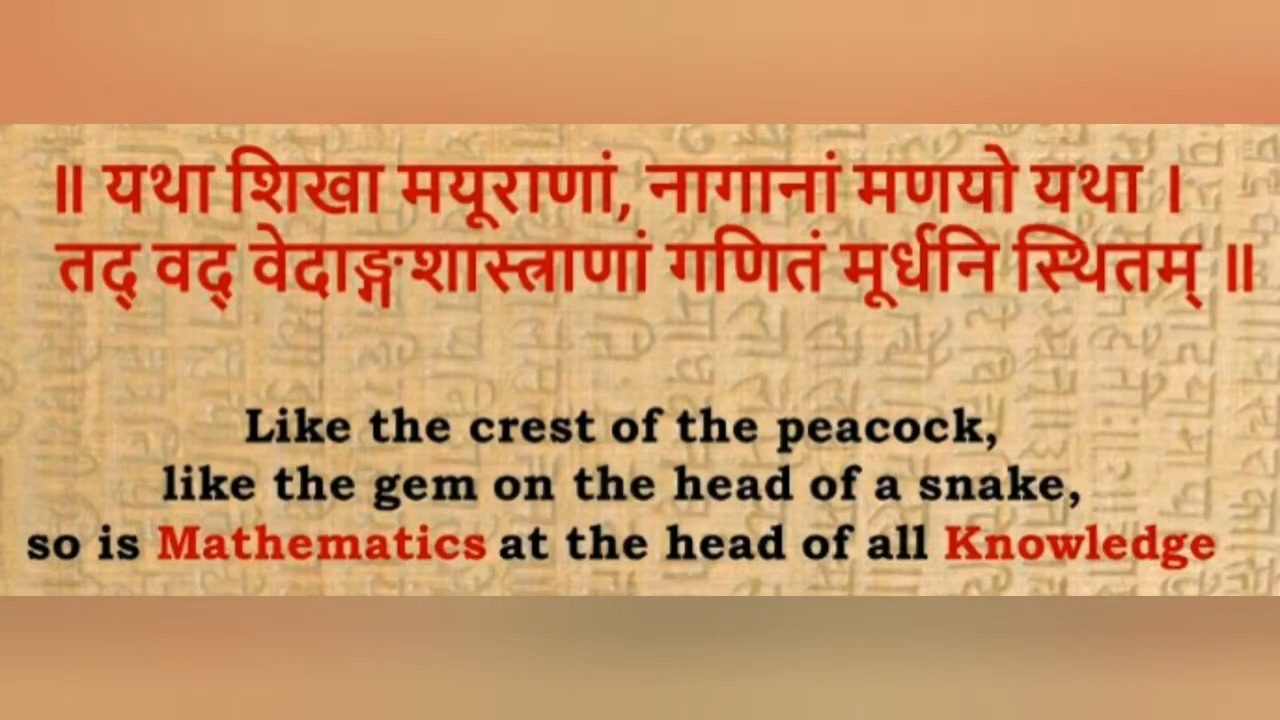 ॥ यथा शिखा मयूराणां, नागानां मणयो यथा ।
तद् वद् वेदाङ्गशास्त्राणां गणितं मूर्धनि स्थितम् ॥
Like the crest of the peacock,
like the gem on the head of a snake,
so is Mathematics at the head of all Knowledge